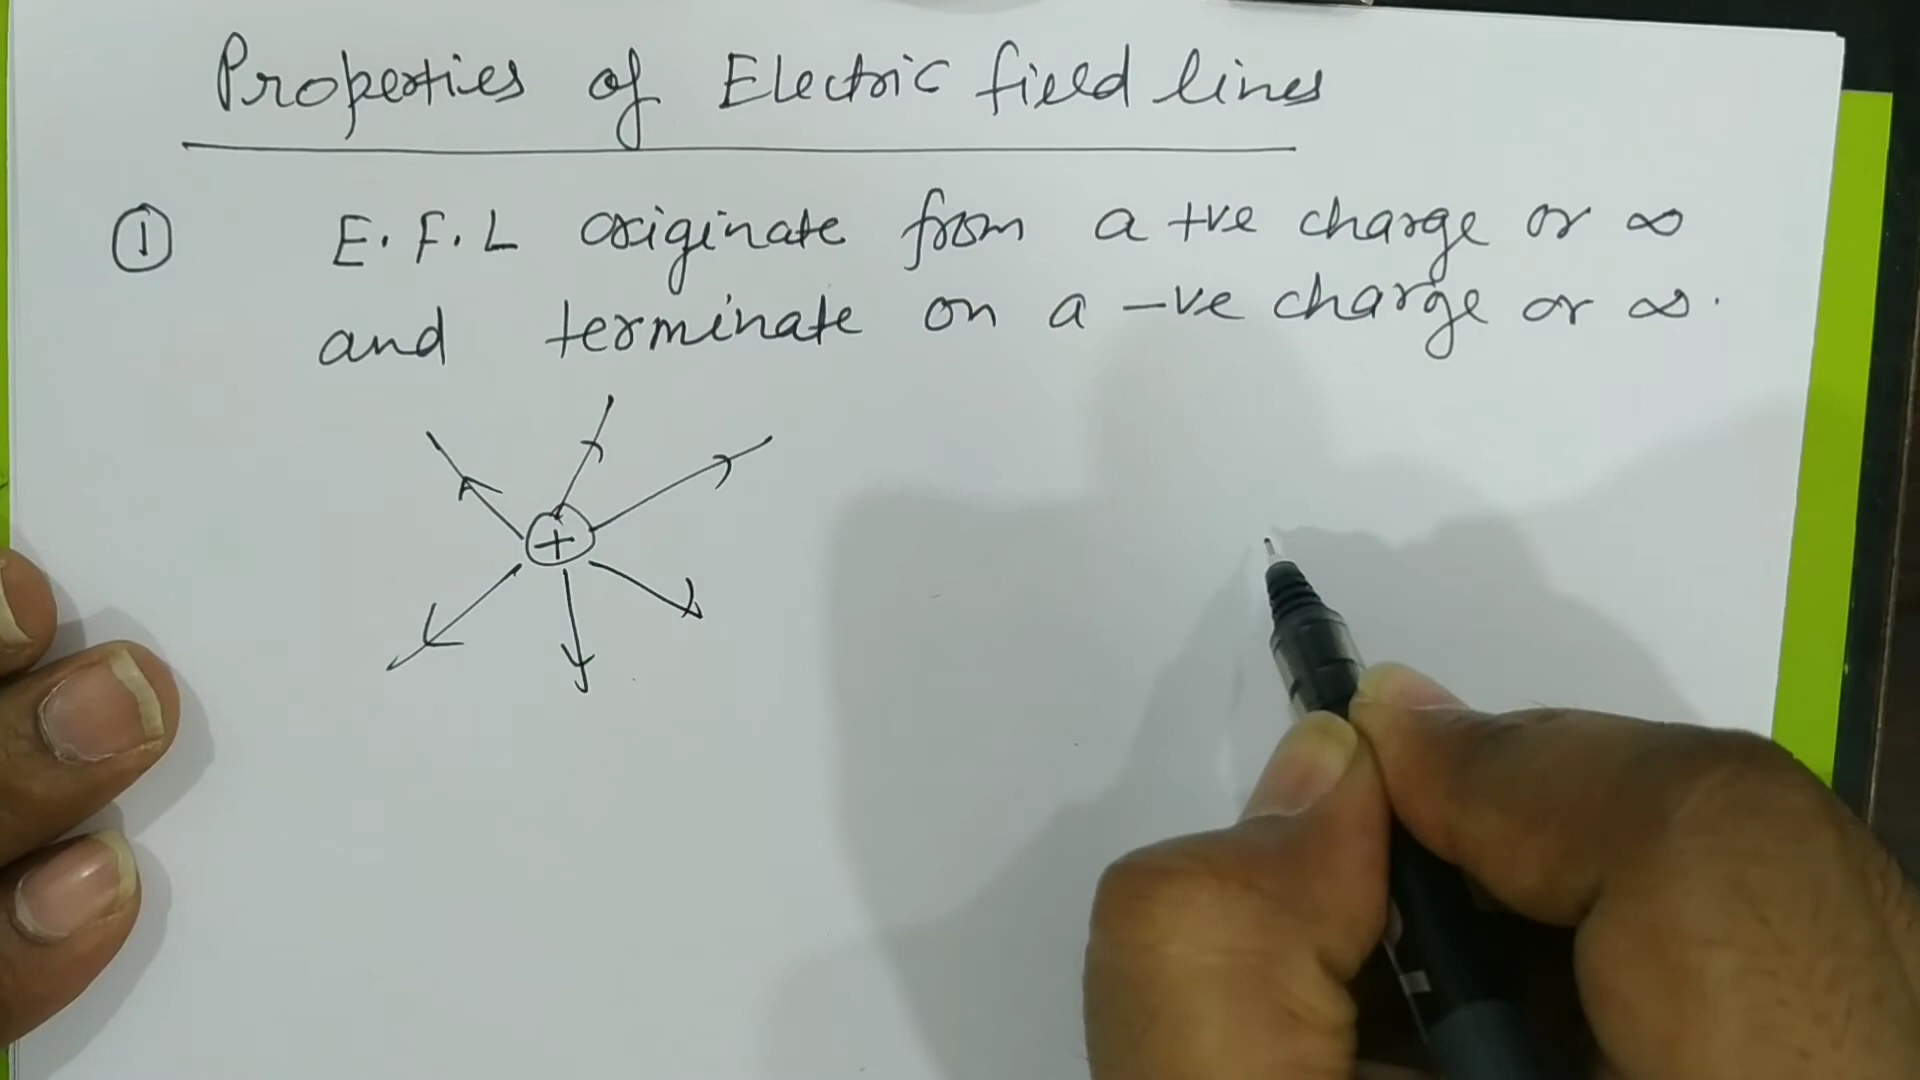 Properties of Electric field lines
① E.F.L originate from a +ve charge or ∞
and terminate on a -ve charge or ∞.
+